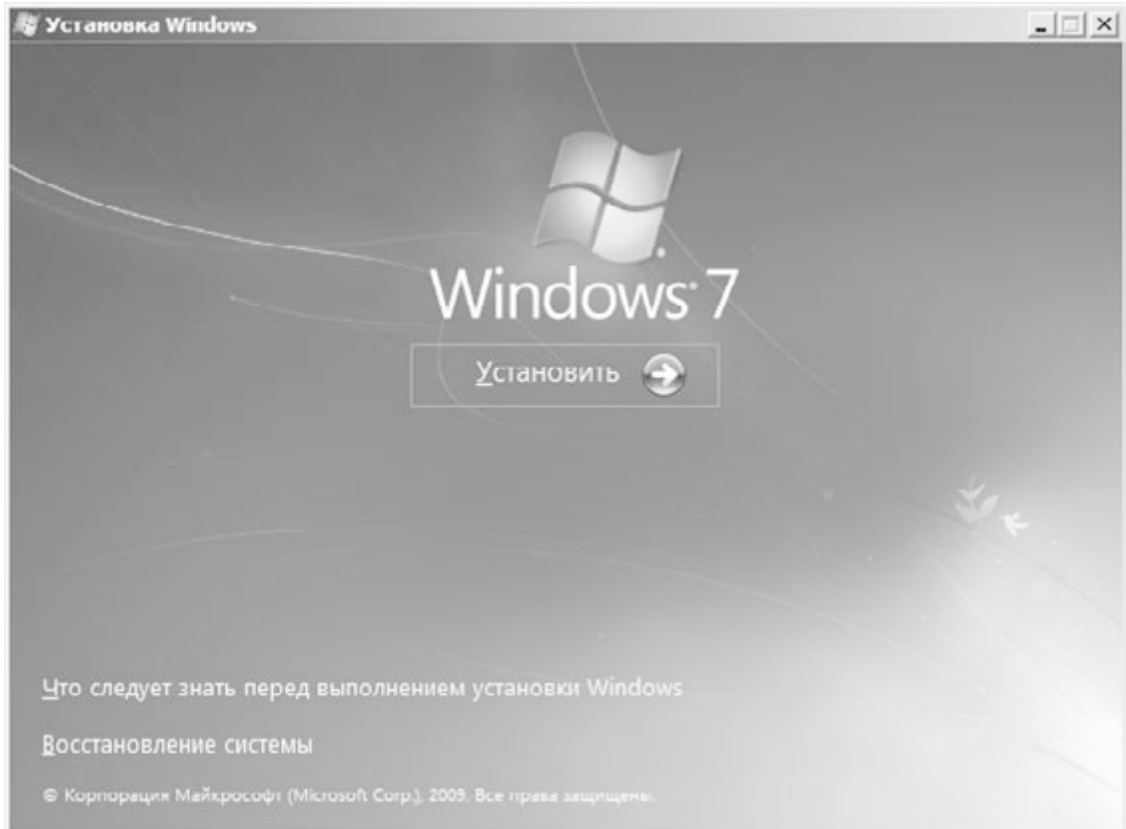 Установка Windows
Windows® 7
Установить
Что следует знать перед выполнением установки Windows
Восстановление системы
© Корпорация Майкрософт (Microsoft Corp.), 2009. Все права защищены.